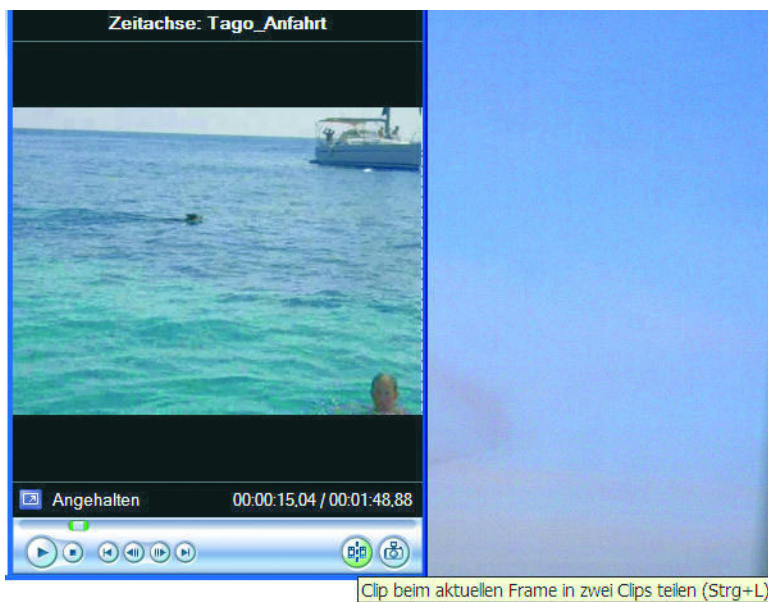 Zeitachse: Tago_Anfahrt
Angehalten 00:00:15,04 / 00:01:48,88
Clip beim aktuellen Frame in zwei Clips teilen (Strg+L)